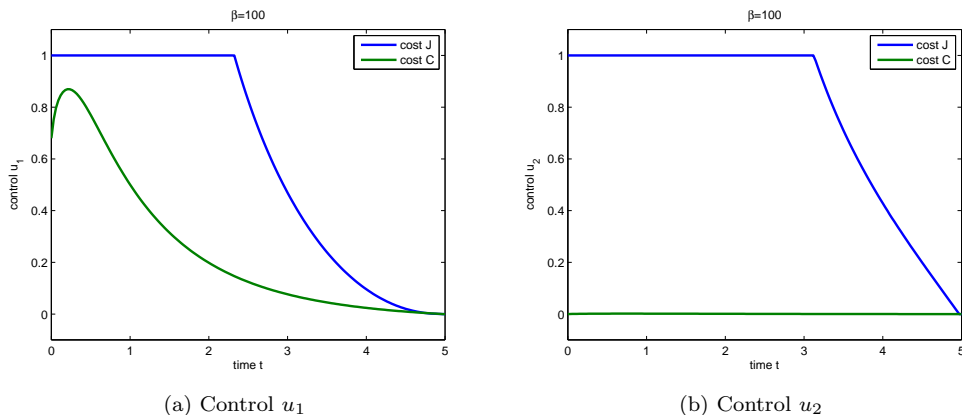 β=100
cost J
cost C
1
0.8
0.6
0.4
0.2
0
control u₁
0 1 2 3 4 5
time t
(a) Control u₁
β=100
cost J
cost C
1
0.8
0.6
0.4
0.2
0
control u₂
0 1 2 3 4 5
time t
(b) Control u₂